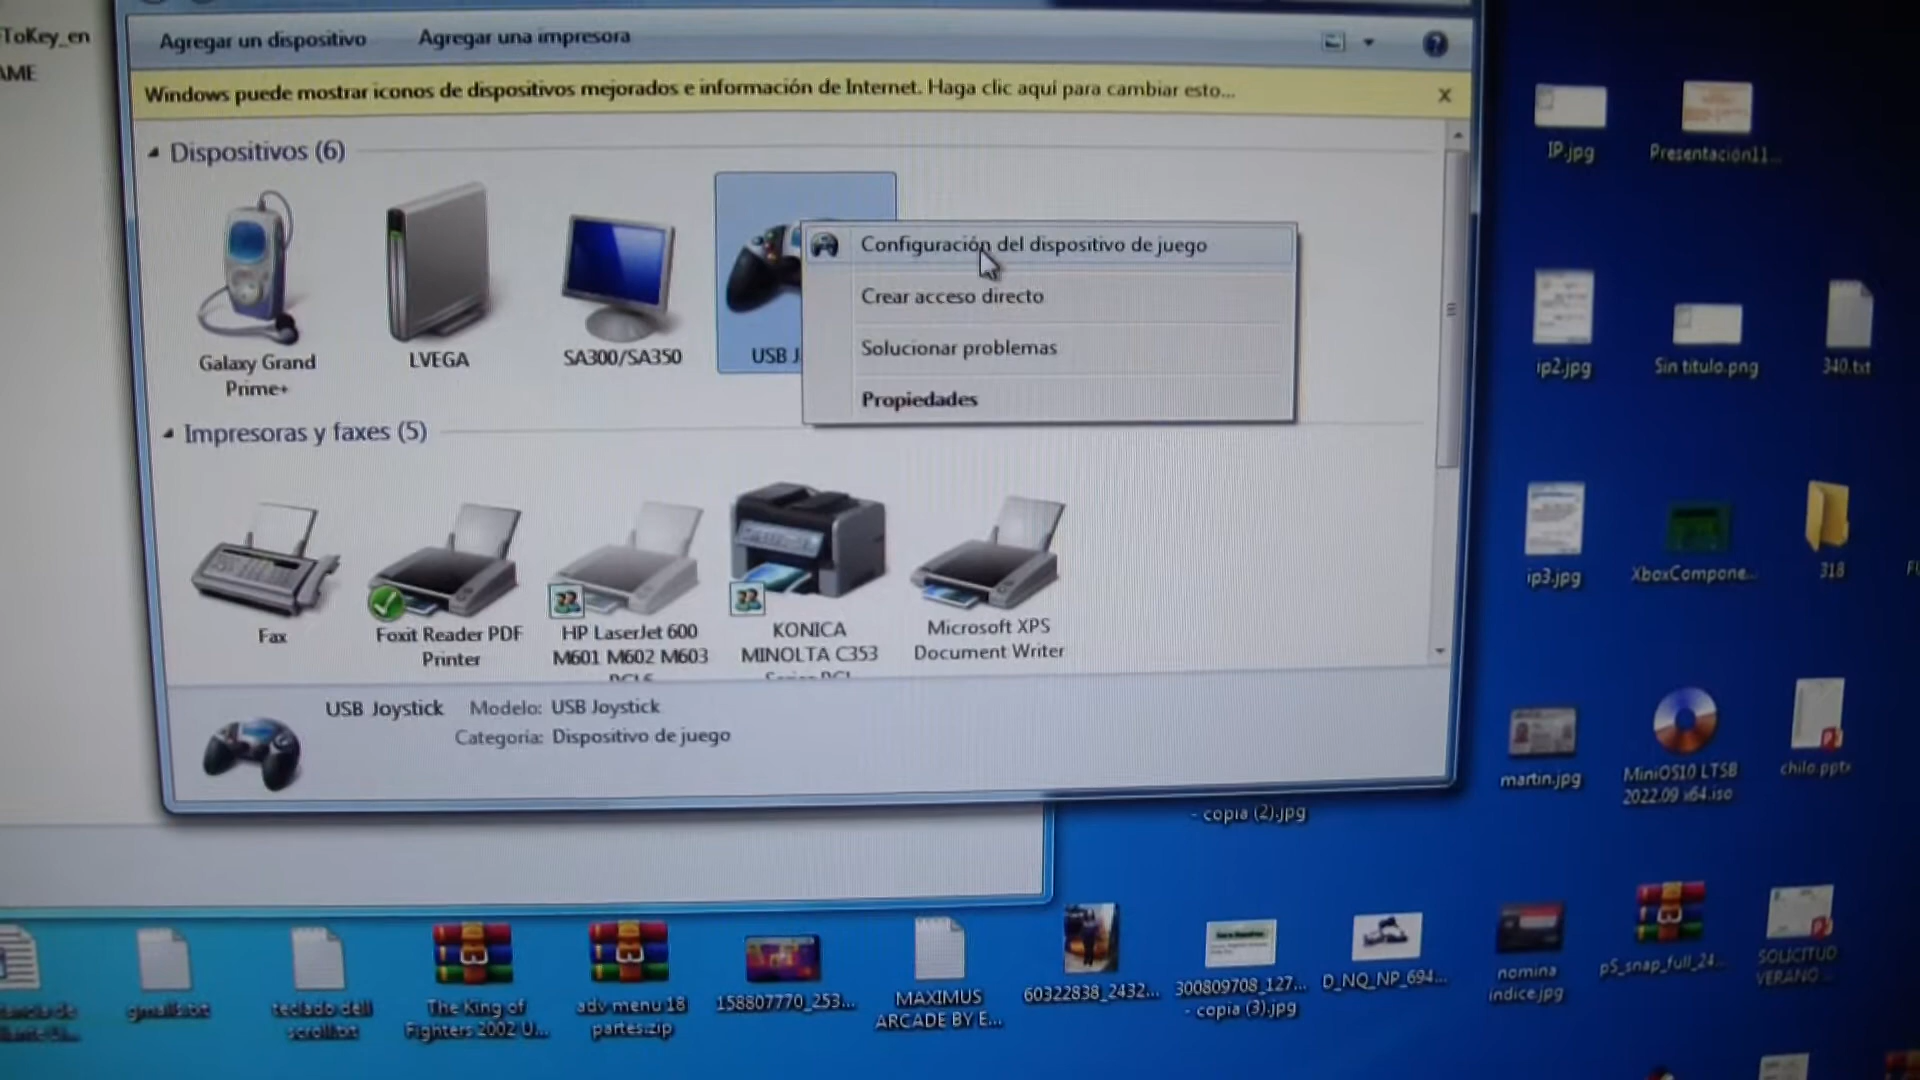 ToKey_en
AME
Agregar un dispositivo
Agregar una impresora
Windows puede mostrar iconos de dispositivos mejorados e información de Internet. Haga clic aquí para cambiar esto...
Dispositivos (6)
Galaxy Grand
Prime+
LVEGA
SA300/SA350
USB J
Configuración del dispositivo de juego
Crear acceso directo
Solucionar problemas
Propiedades
Impresoras y faxes (5)
Fax
Foxit Reader PDF
Printer
HP LaserJet 600
M601 M602 M603
KONICA
MINOLTA C353
Microsoft XPS
Document Writer
USB Joystick
Modelo: USB Joystick
Categoría: Dispositivo de juego
IP.jpg
Presentación11...
ip2.jpg
Sin título.png
340.txt
ip3.jpg
XboxCompone...
318
martin.jpg
MiniOS10 LTSB
2022.09 x64.iso
chilo.pptx
- copia (2).jpg
teclado dell
scroll.txt
The King of
Fighters 2002 U...
adv menu 18
partes.zip
158807770_253...
MAXIMUS
ARCADE BY E...
60322838_2432...
300809708_127...
- copia (3).jpg
D_NQ_NP_694...
nomina
indice.jpg
pS_snap_full_24...
SOLICITUD
VERANO ...